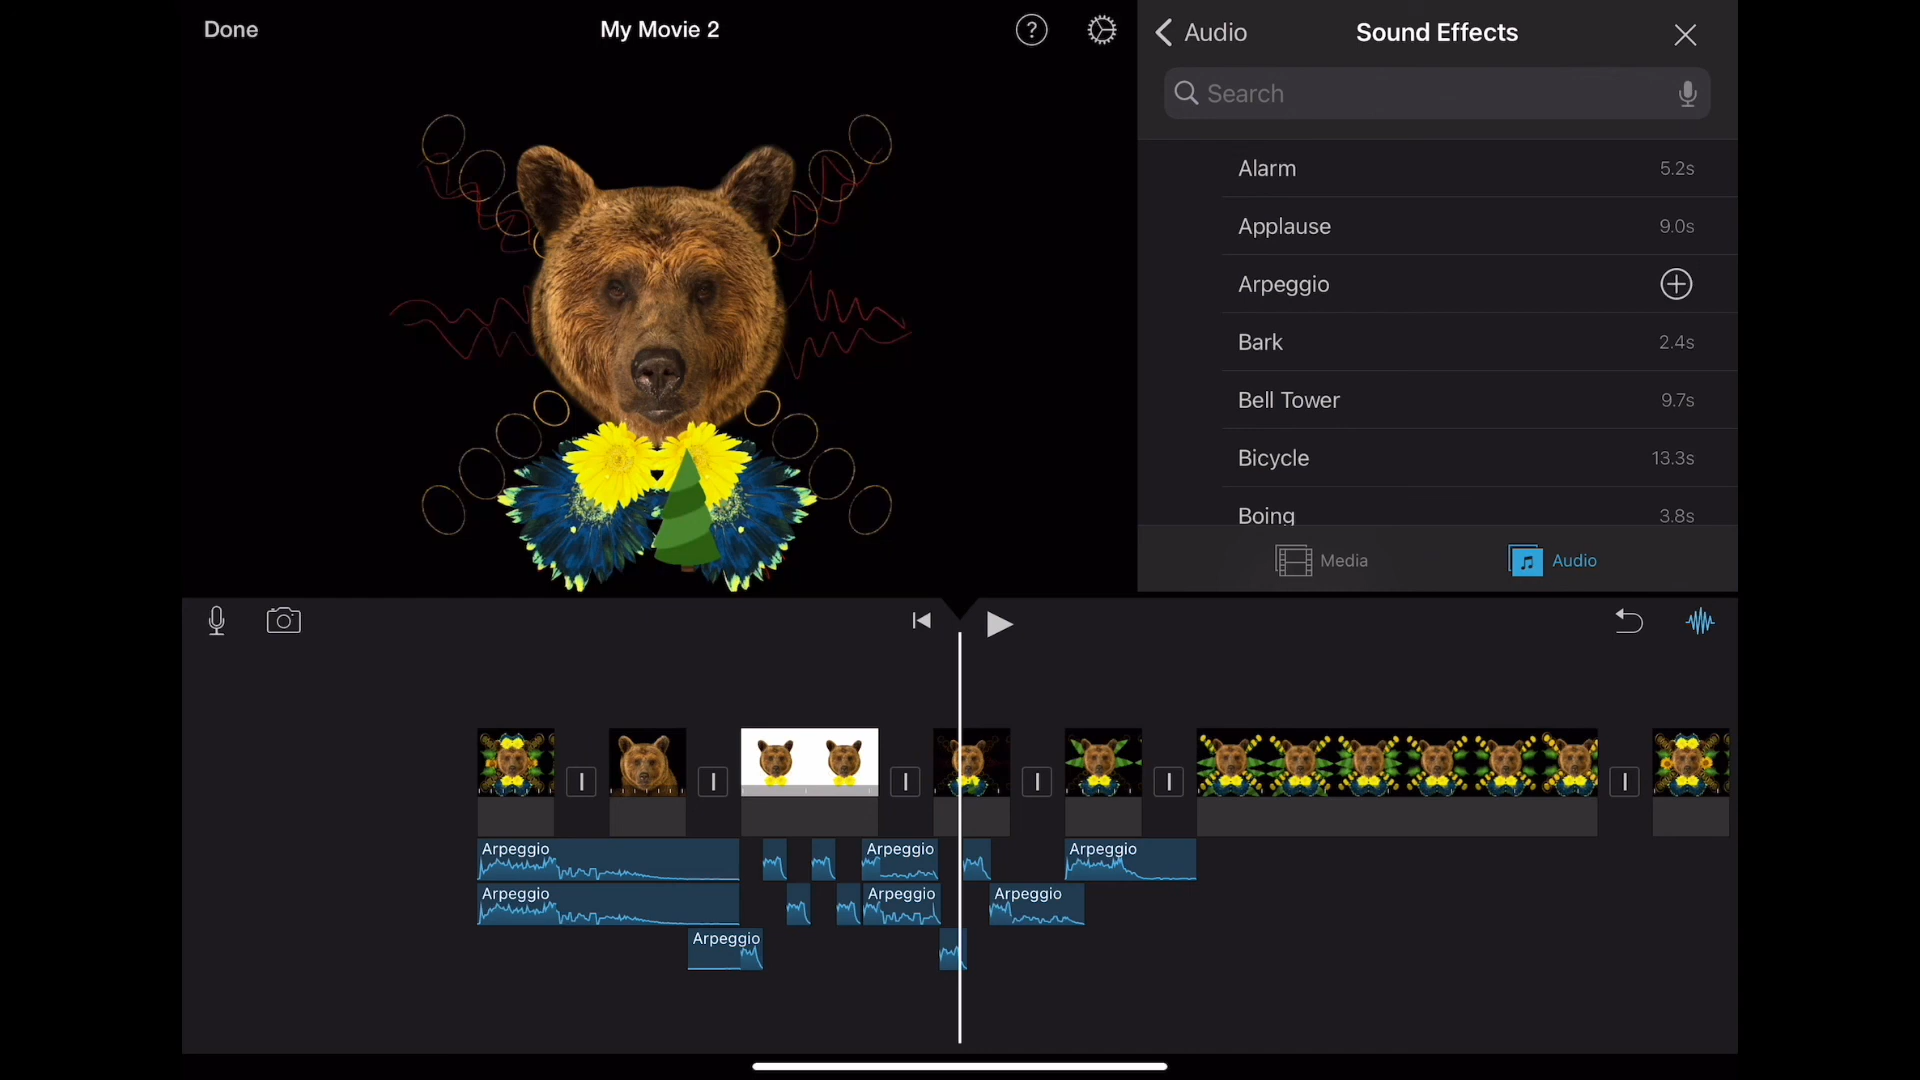 Done
My Movie 2
?
Audio
Sound Effects
Search
Alarm 5.2s
Applause 9.0s
Arpeggio
Bark 2.4s
Bell Tower 9.7s
Bicycle 13.3s
Boing 3.8s
Media
Audio
Arpeggio
Arpeggio
Arpeggio
Arpeggio
Arpeggio
Arpeggio
Arpeggio